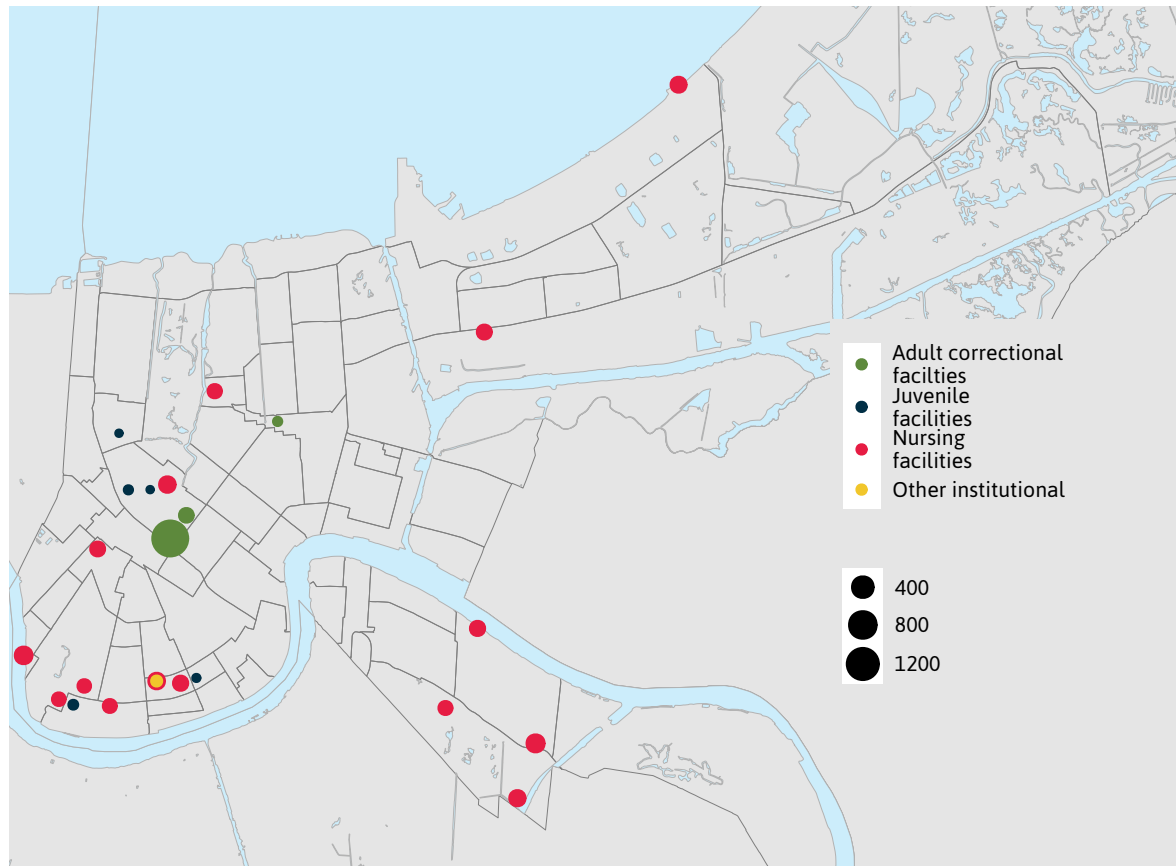 Adult correctional
facilties
Juvenile
facilities
Nursing
facilities
Other institutional
400
800
1200